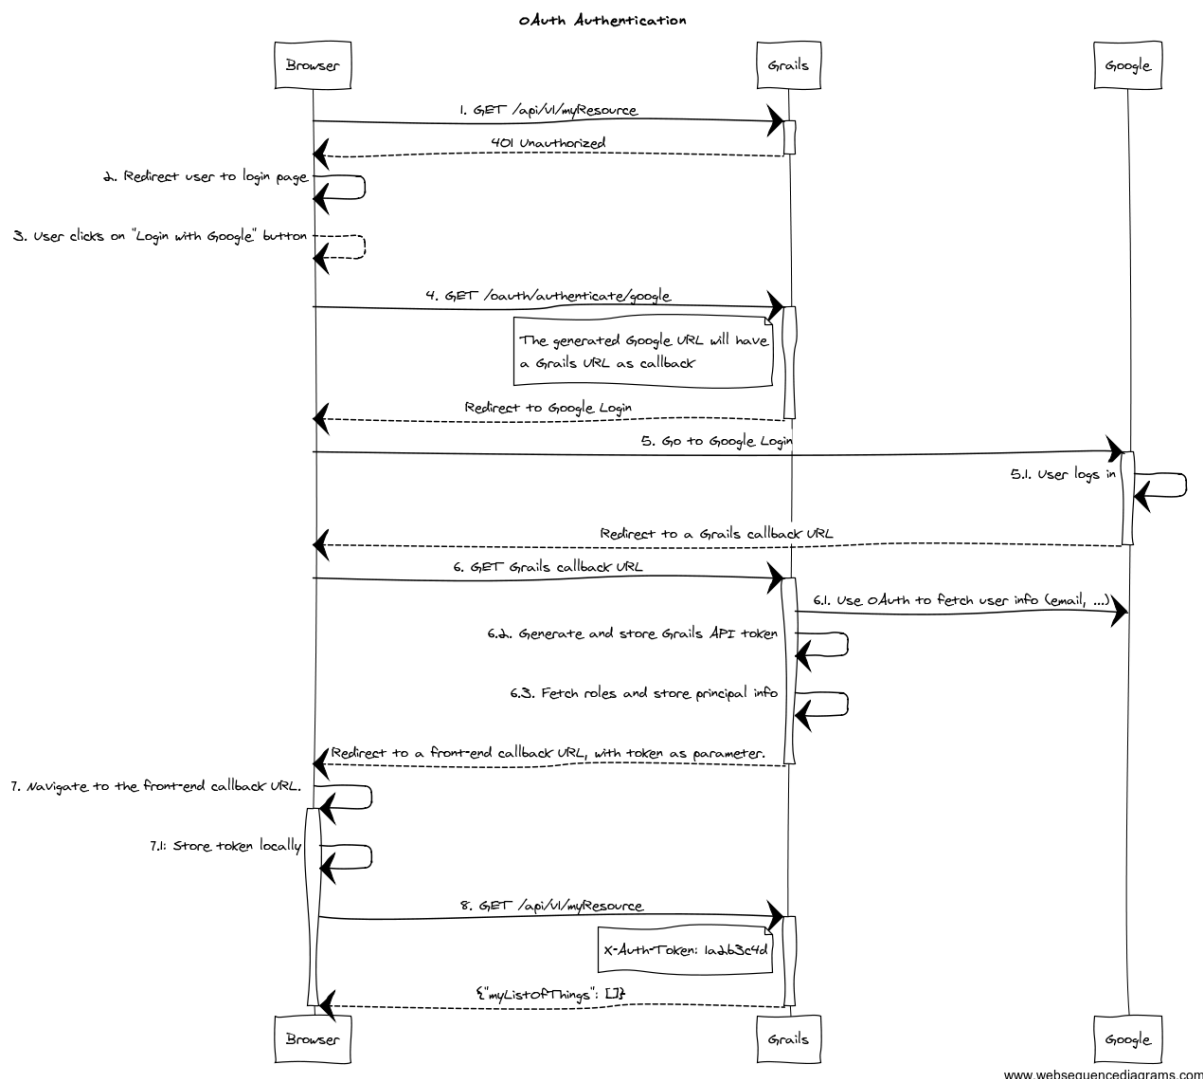 OAuth Authentication
Browser
Grails
Google
1. GET /api/v1/myResource
401 Unauthorized
2. Redirect user to login page
3. User clicks on "Login with Google" button
4. GET /oauth/authenticate/google
The generated Google URL will have
a Grails URL as callback
Redirect to Google Login
5. Go to Google Login
5.1. User logs in
Redirect to a Grails callback URL
6. GET Grails callback URL
6.1. Use OAuth to fetch user info (email, ...)
6.2. Generate and store Grails API token
6.3. Fetch roles and store principal info
Redirect to a front-end callback URL, with token as parameter.
7. Navigate to the front-end callback URL.
7.1: Store token locally
8. GET /api/v1/myResource
X-Auth-Token: 1a2b3c4d
{"myListOfThings": []}
Browser
Grails
Google
www.websequencediagrams.com